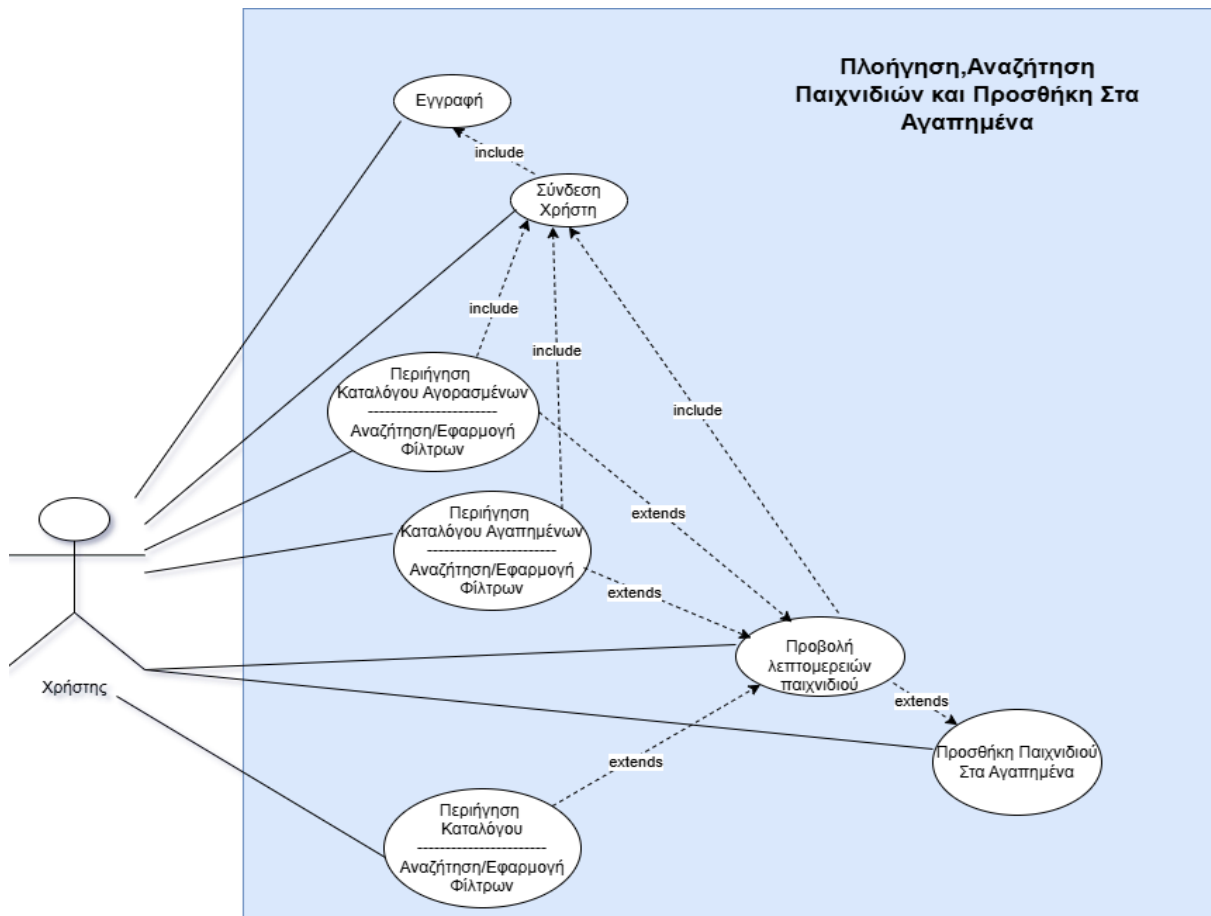 Πλοήγηση,Αναζήτηση
Παιχνιδιών και Προσθήκη Στα
Αγαπημένα
Εγγραφή
include
Σύνδεση
Χρήστη
include
include
include
Περιήγηση
Καταλόγου Αγορασμένων
-----------------------
Αναζήτηση/Εφαρμογή
Φίλτρων
extends
Περιήγηση
Καταλόγου Αγαπημένων
-----------------------
Αναζήτηση/Εφαρμογή
Φίλτρων
extends
Προβολή
λεπτομερειών
παιχνιδιού
Χρήστης
extends
Προσθήκη Παιχνιδιού
Στα Αγαπημένα
extends
Περιήγηση
Καταλόγου
-----------------------
Αναζήτηση/Εφαρμογή
Φίλτρων